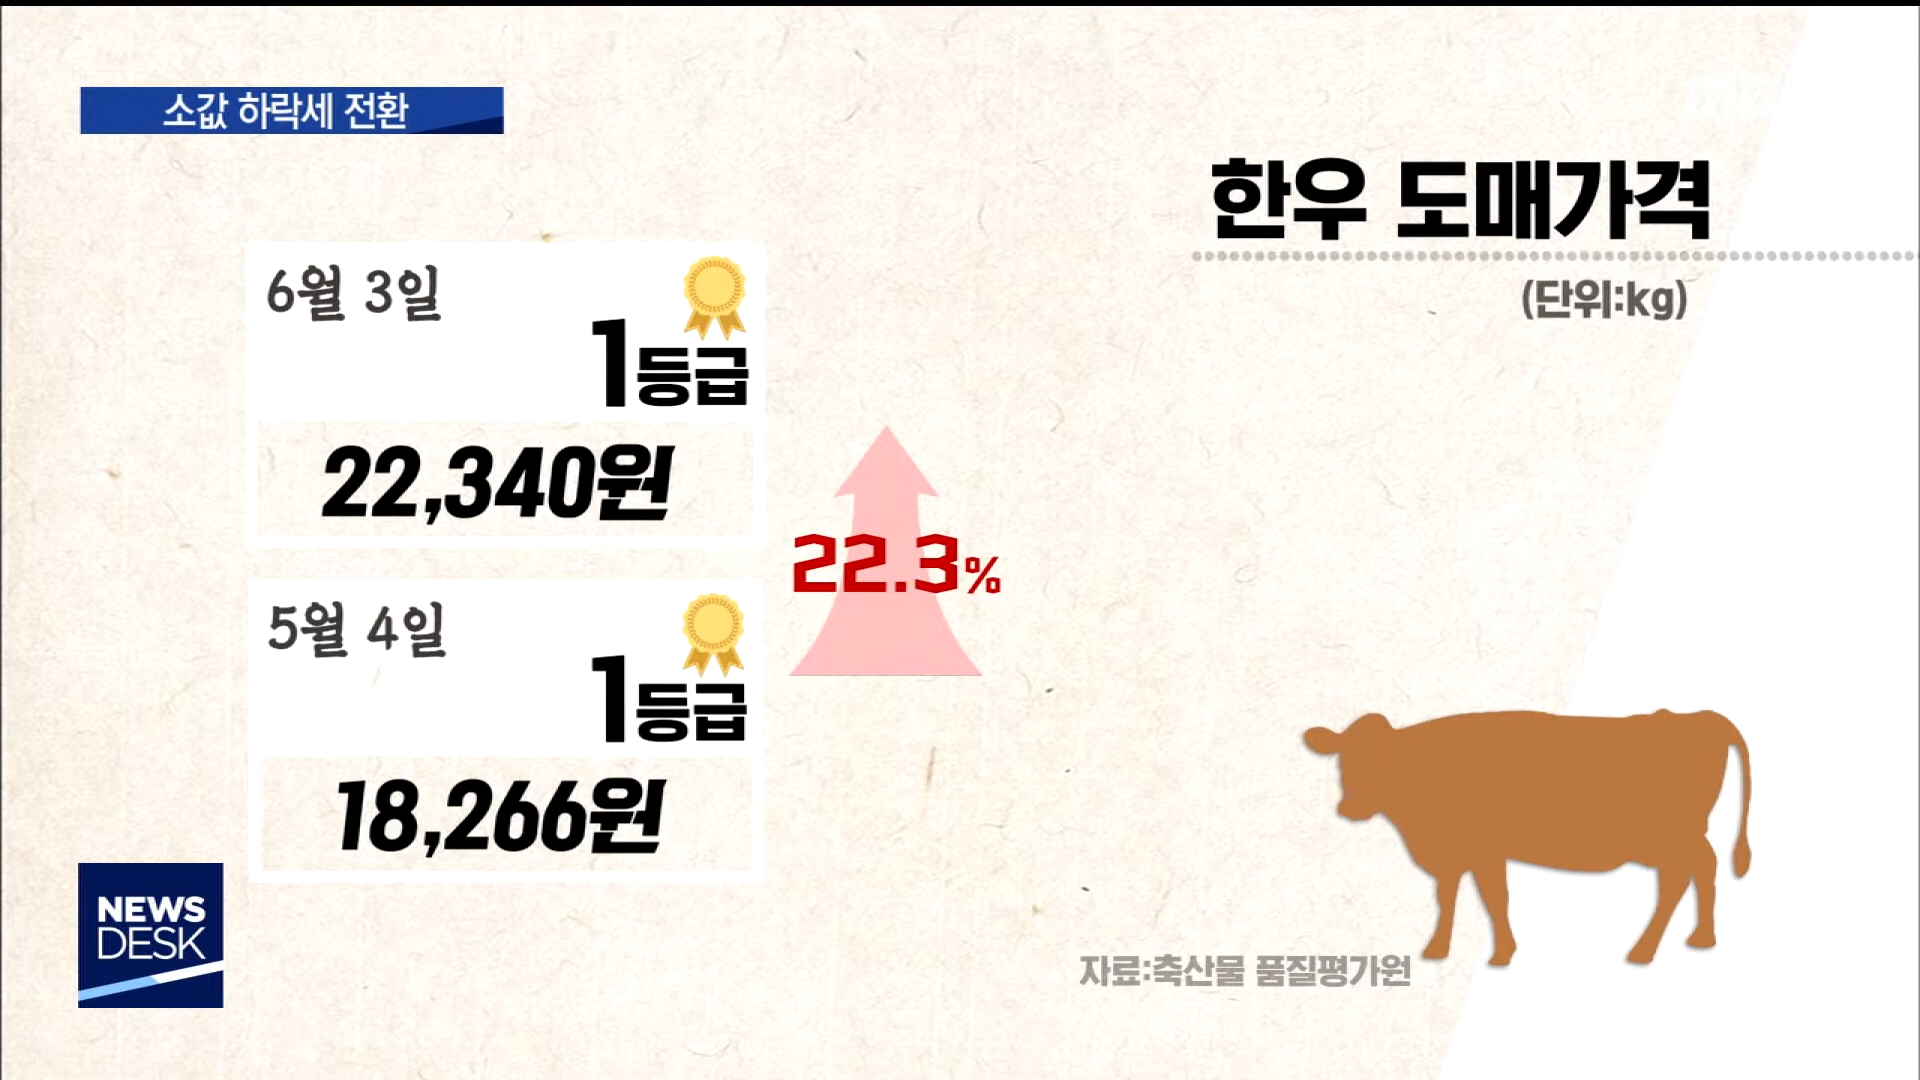 소값 하락세 전환
한우 도매가격
(단위:kg)
6월 3일
1등급
22,340원
22.3%
5월 4일
1등급
18,266원
NEWS
DESK
자료:축산물 품질평가원